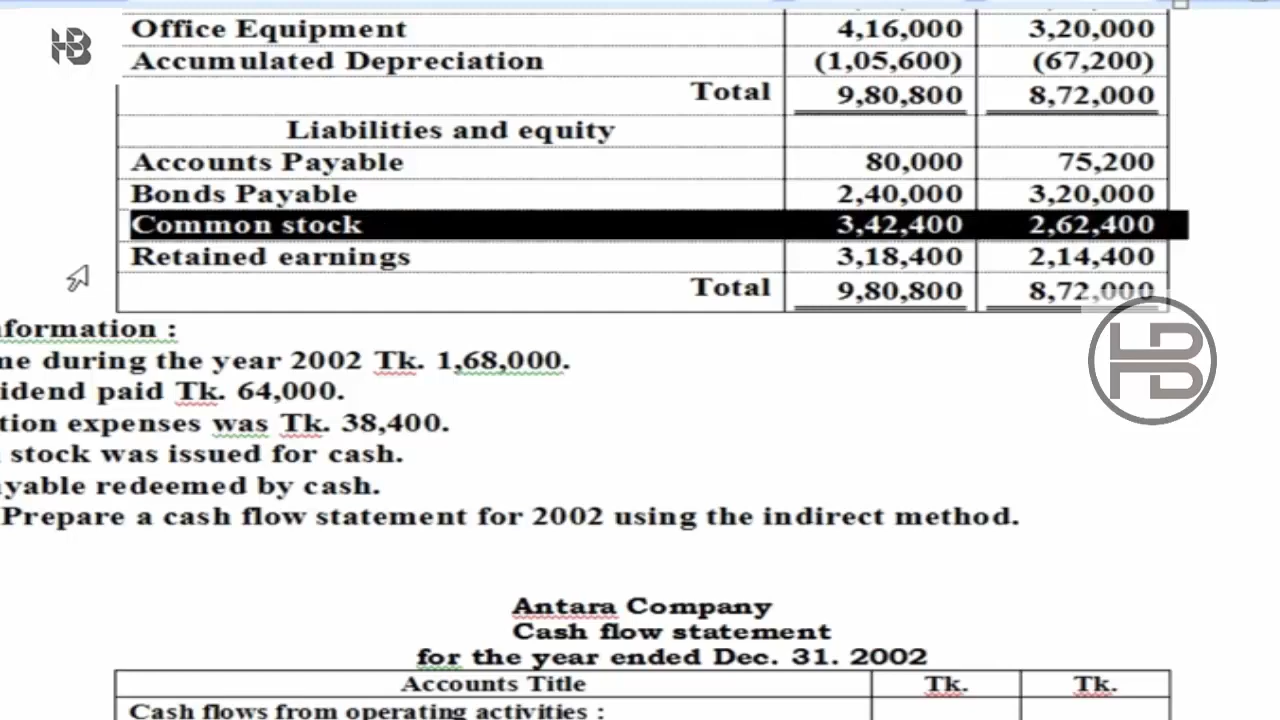 HB
Office Equipment 4,16,000 3,20,000
Accumulated Depreciation (1,05,600) (67,200)
Total 9,80,800 8,72,000
Liabilities and equity
Accounts Payable 80,000 75,200
Bonds Payable 2,40,000 3,20,000
Common stock 3,42,400 2,62,400
Retained earnings 3,18,400 2,14,400
Total 9,80,800 8,72,000
nformation :
me during the year 2002 Tk. 1,68,000.
idend paid Tk. 64,000.
tion expenses was Tk. 38,400.
stock was issued for cash.
yable redeemed by cash.
Prepare a cash flow statement for 2002 using the indirect method.
HB
Antara Company
Cash flow statement
for the year ended Dec. 31. 2002
Accounts Title Tk. Tk.
Cash flows from operating activities :